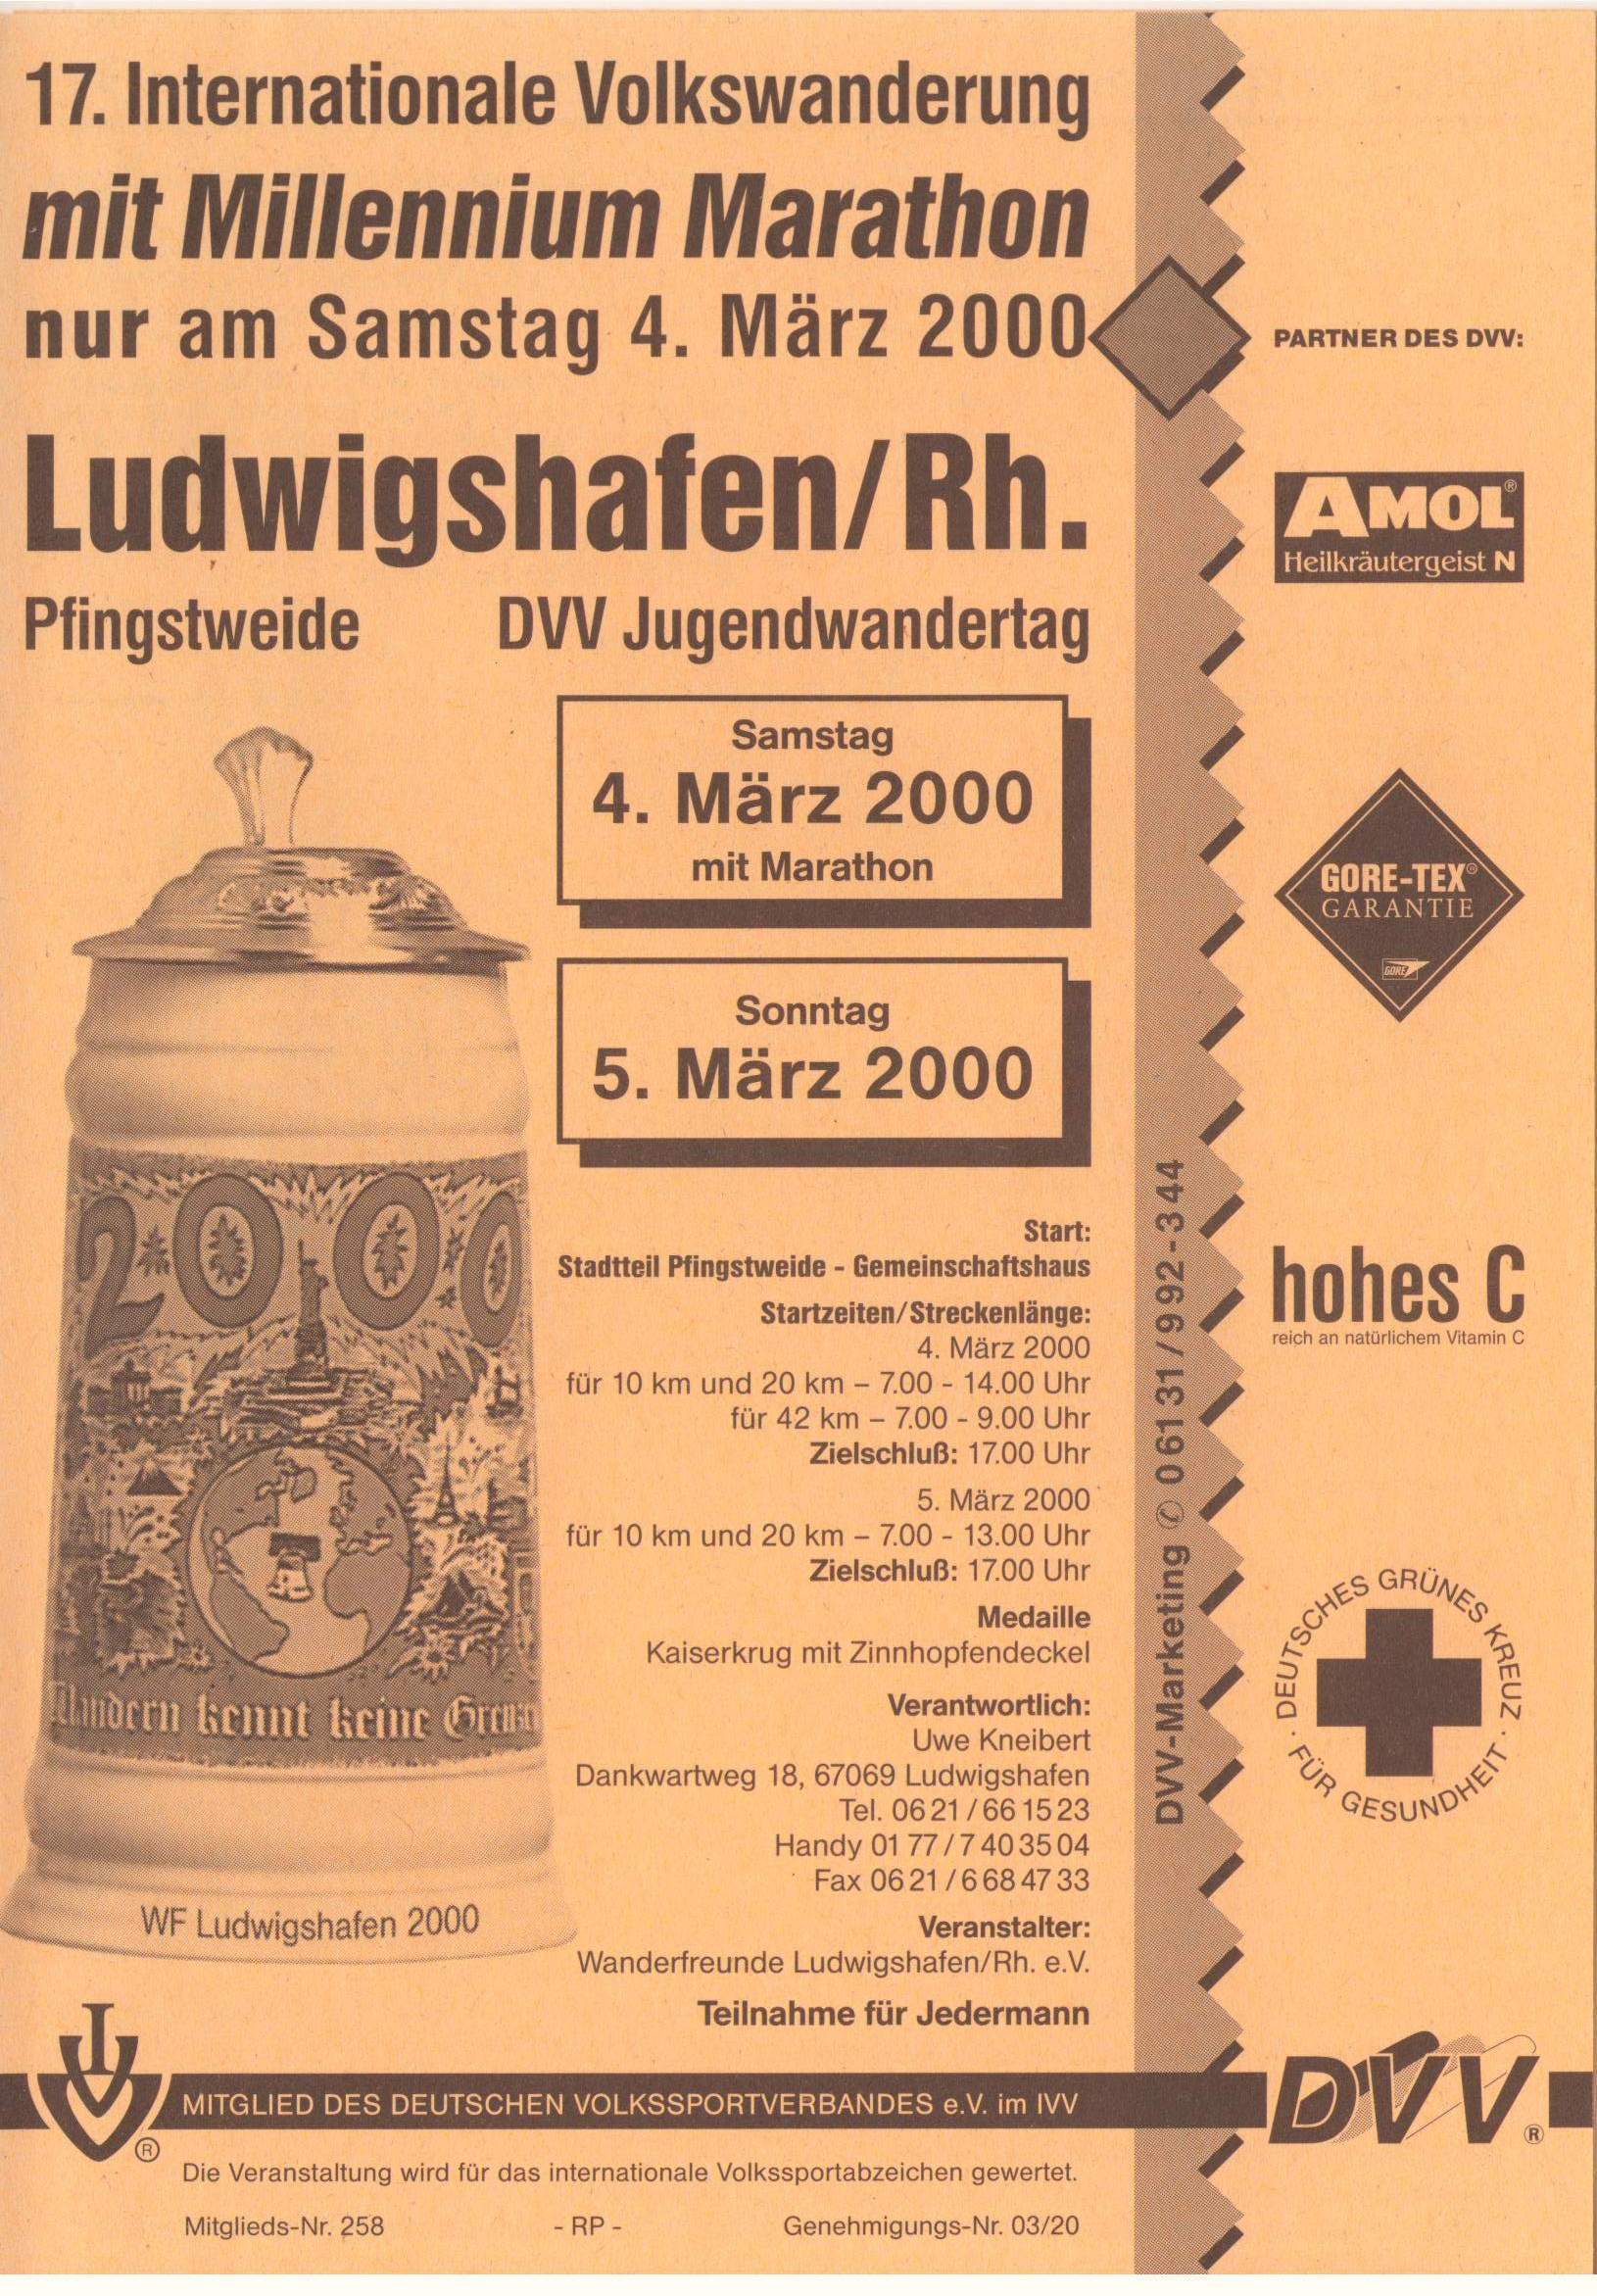 17. Internationale Volkswanderung
mit Millennium Marathon
nur am Samstag 4. März 2000
Ludwigshafen/Rh.
Pfingstweide DVV Jugendwandertag
Samstag
4. März 2000
mit Marathon
Sonntag
5. März 2000
2000
Wandern kennt keine Grenzen
WF Ludwigshafen 2000
Start:
Stadtteil Pfingstweide - Gemeinschaftshaus
Startzeiten/Streckenlänge:
4. März 2000
für 10 km und 20 km – 7.00 - 14.00 Uhr
für 42 km – 7.00 - 9.00 Uhr
Zielschluß: 17.00 Uhr
5. März 2000
für 10 km und 20 km – 7.00 - 13.00 Uhr
Zielschluß: 17.00 Uhr
Medaille
Kaiserkrug mit Zinnhopfendeckel
Verantwortlich:
Uwe Kneibert
Dankwartweg 18, 67069 Ludwigshafen
Tel. 06 21 / 66 15 23
Handy 01 77 / 7 40 35 04
Fax 06 21 / 6 68 47 33
Veranstalter:
Wanderfreunde Ludwigshafen/Rh. e.V.
Teilnahme für Jedermann
DVV-Marketing ✆ 06131/992-344
PARTNER DES DVV:
AMOL®
Heilkräutergeist N
GORE-TEX®
GARANTIE
GORE
hohes C
reich an natürlichem Vitamin C
· DEUTSCHES GRÜNES KREUZ ·
FÜR GESUNDHEIT
IVV ®
MITGLIED DES DEUTSCHEN VOLKSSPORTVERBANDES e.V. im IVV
DVV ®
Die Veranstaltung wird für das internationale Volkssportabzeichen gewertet.
Mitglieds-Nr. 258 - RP - Genehmigungs-Nr. 03/20